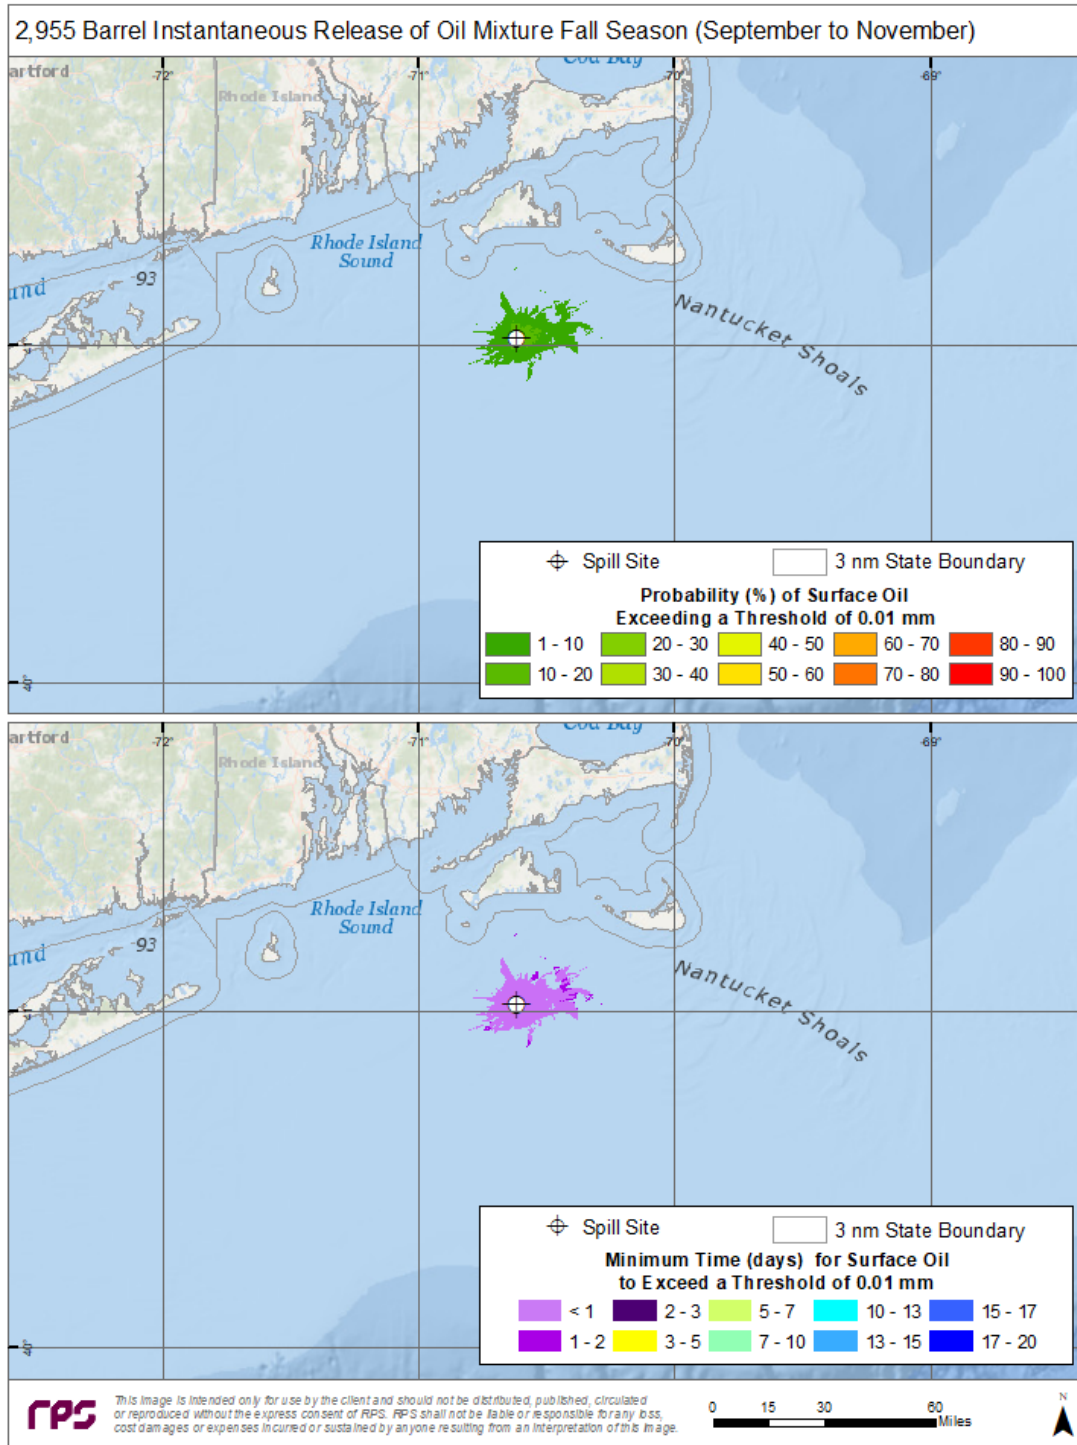 2,955 Barrel Instantaneous Release of Oil Mixture Fall Season (September to November)
artford
-72°
-71°
Cod Bay
-70°
-69°
Rhode Island
Rhode Island
Sound
93
and
Nantucket Shoals
Spill Site
3 nm State Boundary
Probability (%) of Surface Oil
Exceeding a Threshold of 0.01 mm
1 - 10
20 - 30
40 - 50
60 - 70
80 - 90
10 - 20
30 - 40
50 - 60
70 - 80
90 - 100
40°
artford
-72°
-71°
Cod Bay
-70°
-69°
Rhode Island
Rhode Island
Sound
93
and
Nantucket Shoals
Spill Site
3 nm State Boundary
Minimum Time (days) for Surface Oil
to Exceed a Threshold of 0.01 mm
< 1
2 - 3
5 - 7
10 - 13
15 - 17
1 - 2
3 - 5
7 - 10
13 - 15
17 - 20
40°
rps
This image is intended only for use by the client and should not be distributed, published, circulated
or reproduced without the express consent of RPS. RPS shall not be liable or responsible for any loss,
cost damages or expenses incurred or sustained by anyone resulting from an interpretation of this image.
0 15 30 60
Miles
N